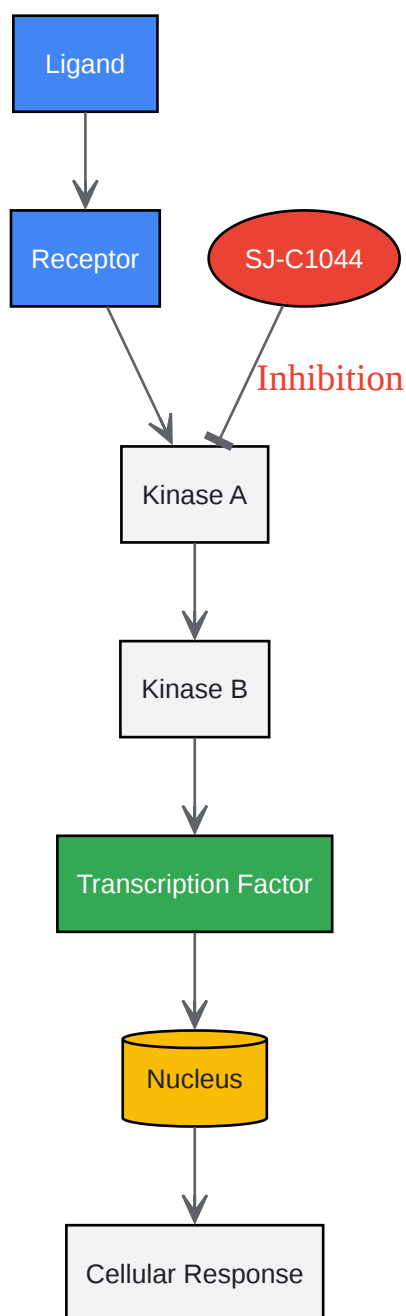 Ligand
Receptor
SJ-C1044
Inhibition
Kinase A
Kinase B
Transcription Factor
Nucleus
Cellular Response